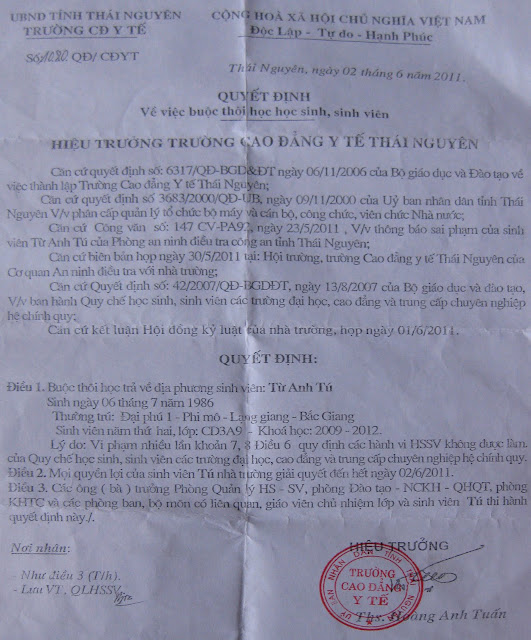 UBND TỈNH THÁI NGUYÊN
TRƯỜNG CĐ Y TẾ
CỘNG HOÀ XÃ HỘI CHỦ NGHĨA VIỆT NAM
Độc Lập - Tự do - Hạnh Phúc
Số QĐ/ CĐYT
Thái Nguyên, ngày 02 tháng 6 năm 2011.
QUYẾT ĐỊNH
Về việc buộc thôi học học sinh, sinh viên
HIỆU TRƯỞNG TRƯỜNG CAO ĐẲNG Y TẾ THÁI NGUYÊN
Căn cứ quyết định số: 6317/QĐ-BGD&ĐT ngày 06/11/2006 của Bộ giáo dục và Đào tạo về
việc thành lập Trường Cao đẳng Y tế Thái Nguyên;
Căn cứ quyết định số 3683/2000/QĐ-UB, ngày 09/11/2000 của Uỷ ban nhân dân tỉnh Thái
Nguyên V/v phân cấp quản lý tổ chức bộ máy và cán bộ, công chức, viên chức Nhà nước;
Căn cứ Công văn số: 147 CV-PA92, ngày 23/5/2011 , V/v thông báo sai phạm của sinh
viên Từ Anh Tú của Phòng an ninh điều tra công an tỉnh Thái Nguyên;
Căn cứ biên bản họp ngày 30/5/2011 tại: Hội trường, trường Cao đẳng y tế Thái Nguyên của
Cơ quan An ninh điều tra với nhà trường;
Căn cứ Quyết định số: 42/2007/QĐ-BGDĐT, ngày 13/8/2007 của Bộ giáo dục và đào tạo,
V/v ban hành Quy chế học sinh, sinh viên các trường đại học, cao đẳng và trung cấp chuyên nghiệp
hệ chính quy;
Căn cứ kết luận Hội đồng kỷ luật của nhà trường, họp ngày 01/6/2011.
QUYẾT ĐỊNH:
Điều 1. Buộc thôi học trả về địa phương sinh viên: Từ Anh Tú
Sinh ngày 06 tháng 7 năm 1986
Thường trú: Đại phú 1 - Phi mô - Lạng giang - Bắc Giang
Sinh viên năm thứ hai, lớp: CD3A9 - Khoá học: 2009 - 2012.
Lý do: Vi phạm nhiều lần khoản 7, 8 Điều 6 quy định các hành vi HSSV không được làm.
của Quy chế học sinh, sinh viên các trường đại học, cao đẳng và trung cấp chuyên nghiệp hệ chính quy.
Điều 2. Mọi quyền lợi của sinh viên Tú nhà trường giải quyết đến hết ngày 02/6/2011.
Điều 3. Các ông ( bà ) trưởng Phòng Quản lý HS - SV, phòng Đào tạo - NCKH - QHQT, phòng
KHTC và các phòng ban, bộ môn có liên quan, giáo viên chủ nhiệm lớp và sinh viên Tú thi hành
quyết định này./.
Nơi nhận:
- Như điều 3 (T/h).
- Lưu VT , QLHSSV
HIỆU TRƯỞNG
TRƯỜNG
CAO ĐẲNG
Y TẾ
Ths. Hoàng Anh Tuấn